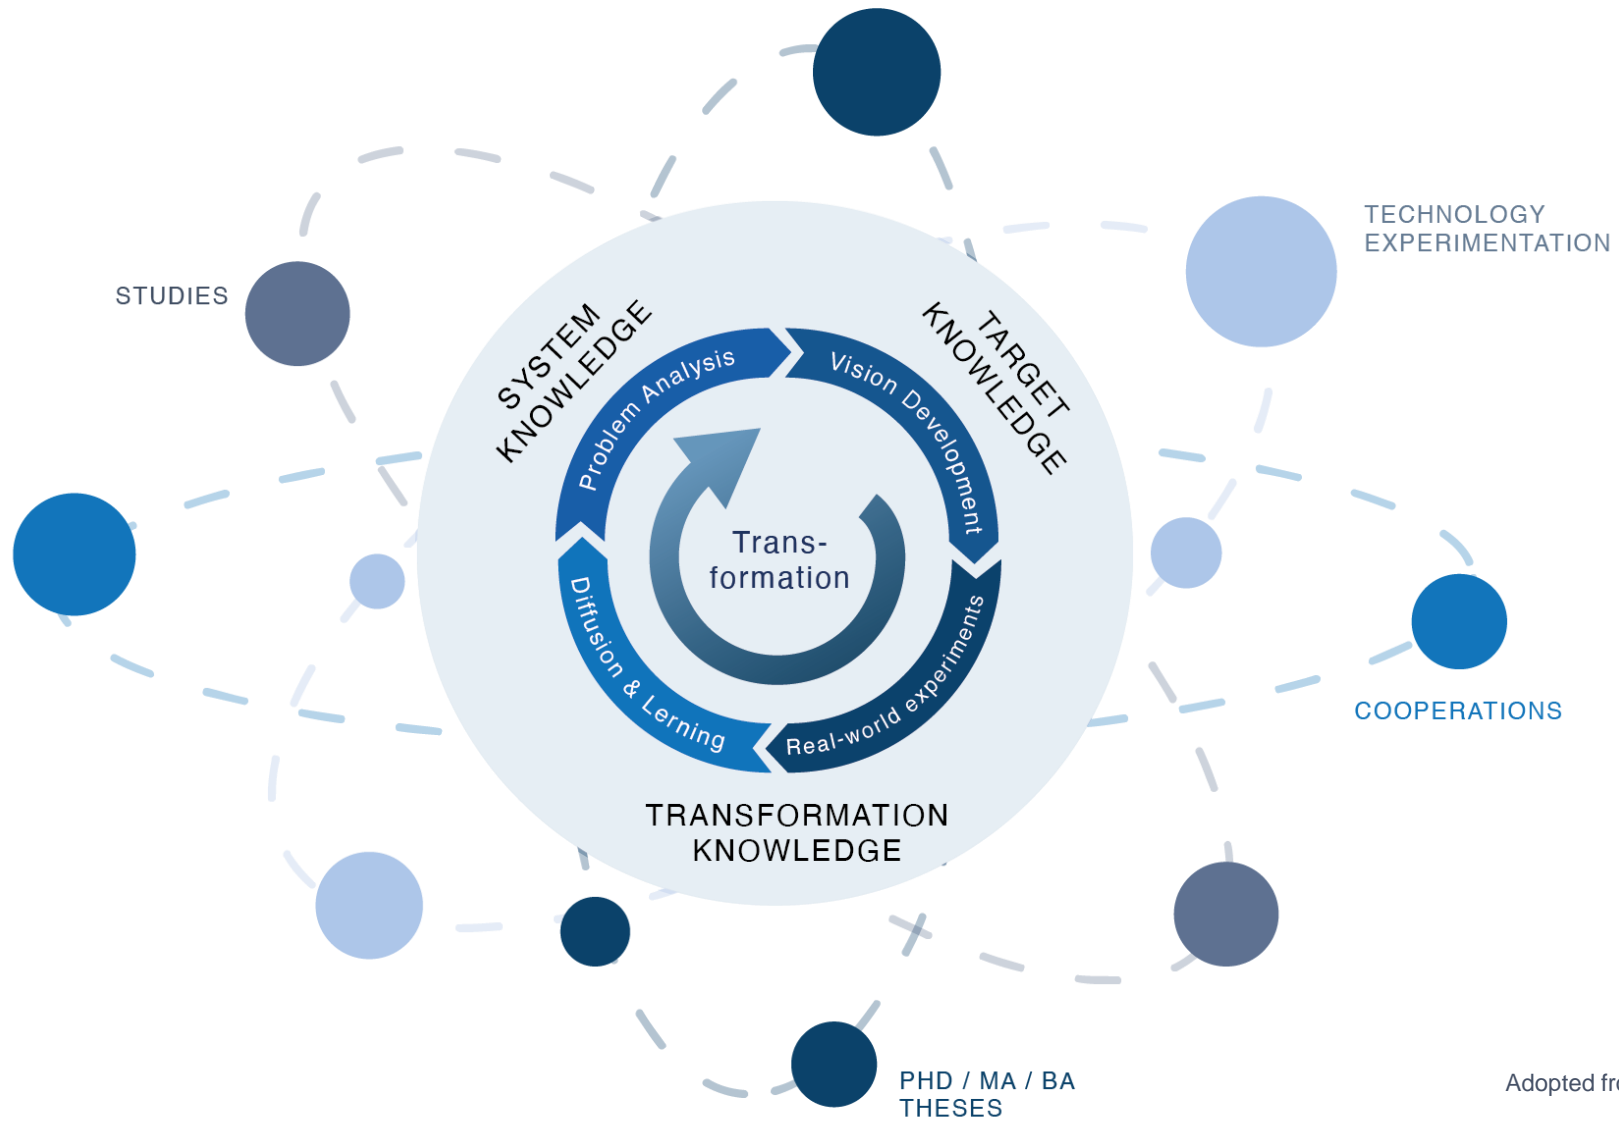 TECHNOLOGY
EXPERIMENTATION
STUDIES
SYSTEM
KNOWLEDGE
TARGET
KNOWLEDGE
Problem Analysis
Vision Development
Trans-
formation
Diffusion & Lerning
Real-world experiments
COOPERATIONS
TRANSFORMATION
KNOWLEDGE
PHD / MA / BA
THESES
Adopted